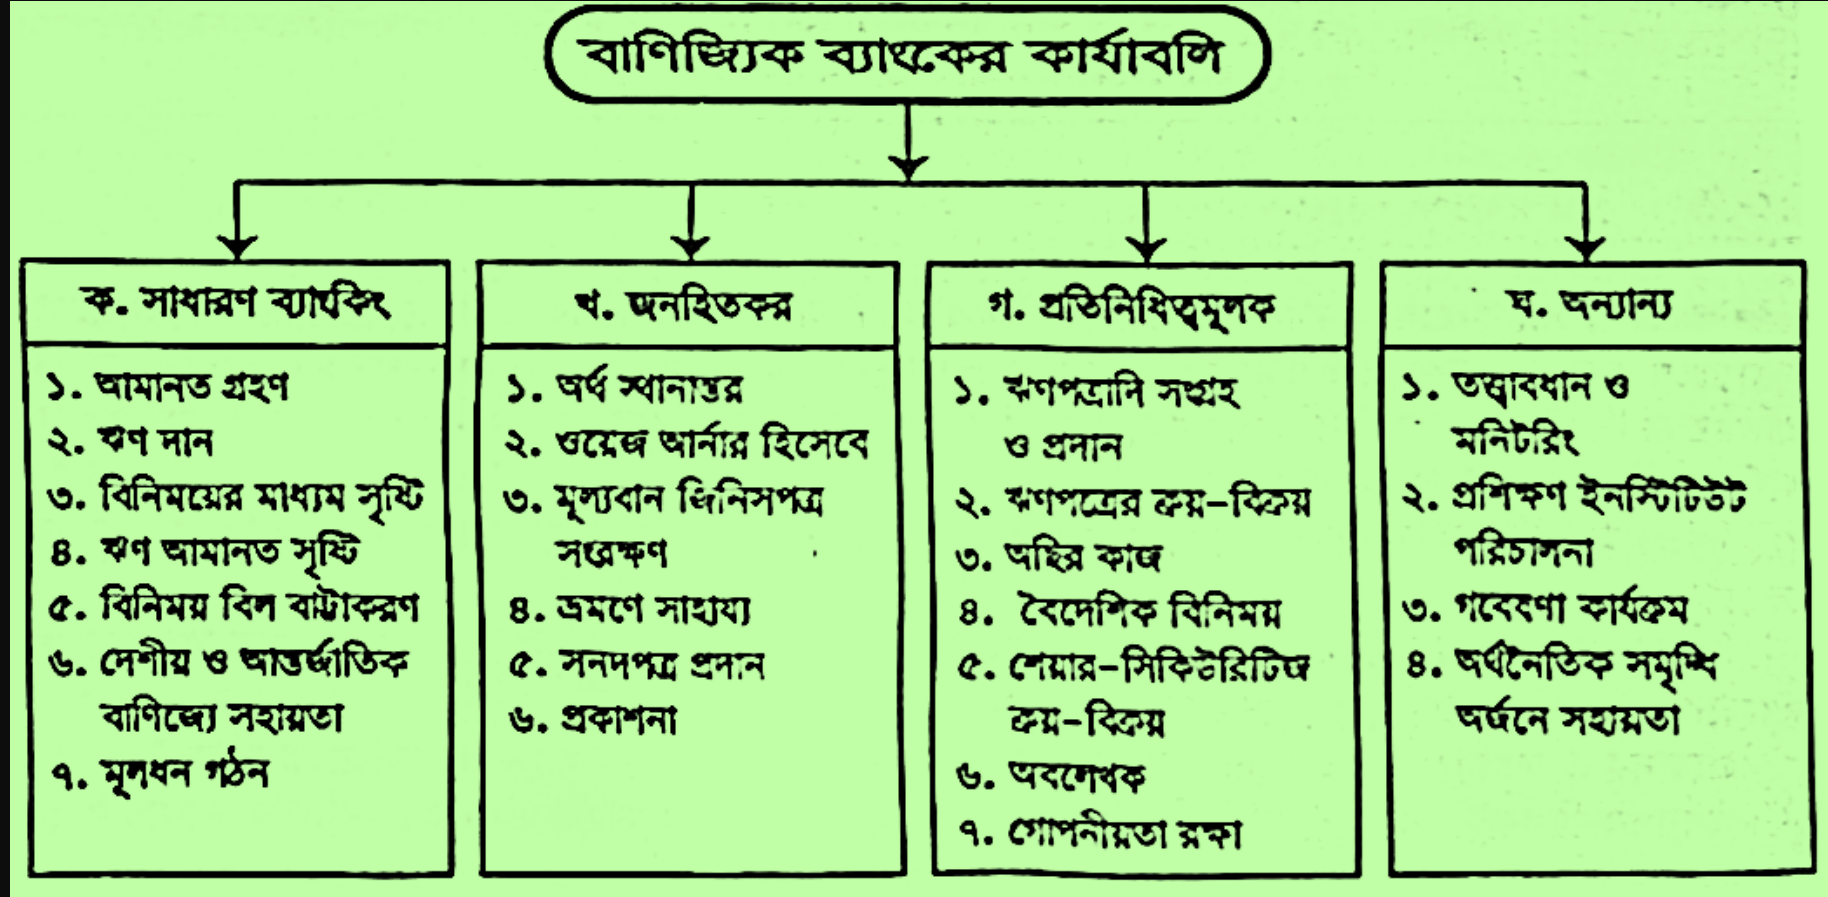 বাণিজ্যিক ব্যাংকের কার্যাবলি
ক. সাধারণ ব্যাংকিং
১. আমানত গ্রহণ
২. ঋণ দান
৩. বিনিময়ের মাধ্যম সৃষ্টি
৪. ঋণ আমানত সৃষ্টি
৫. বিনিময় বিল বাট্টাকরণ
৬. দেশীয় ও আন্তর্জাতিক
বাণিজ্যে সহায়তা
৭. মূলধন গঠন
খ. জনহিতকর
১. অর্থ স্থানান্তর
২. ওয়েজ আর্নার হিসেবে
৩. মূল্যবান জিনিসপত্র
সংরক্ষণ
৪. ভ্রমণে সাহায্য
৫. সনদপত্র প্রদান
৬. প্রকাশনা
গ. প্রতিনিধিত্বমূলক
১. ঋণপত্রাদি সংগ্রহ
ও প্রদান
২. ঋণপত্রের ক্রয়-বিক্রয়
৩. অছির কাজ
৪. বৈদেশিক বিনিময়
৫. শেয়ার-সিকিউরিটিজ
ক্রয়-বিক্রয়
৬. অবলেখক
৭. গোপনীয়তা রক্ষা
ঘ. অন্যান্য
১. তত্ত্বাবধান ও
মনিটরিং
২. প্রশিক্ষণ ইনস্টিটিউট
পরিচালনা
৩. গবেষণা কার্যক্রম
৪. অর্থনৈতিক সমৃদ্ধি
অর্জনে সহায়তা